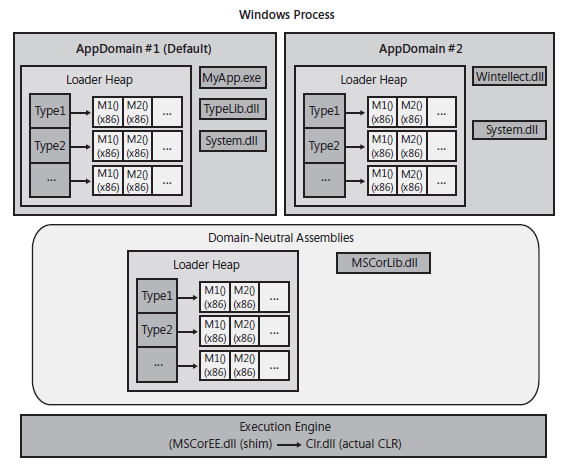 Windows Process
AppDomain #1 (Default)
Loader Heap
Type1
M1() M2() ...
(x86) (x86)
Type2
M1() M2() ...
(x86) (x86)
...
M1() M2() ...
(x86) (x86)
MyApp.exe
TypeLib.dll
System.dll
AppDomain #2
Loader Heap
Type1
M1() M2() ...
(x86) (x86)
Type2
M1() M2() ...
(x86) (x86)
...
M1() M2() ...
(x86) (x86)
Wintellect.dll
System.dll
Domain-Neutral Assemblies
Loader Heap
Type1
M1() M2() ...
(x86) (x86)
Type2
M1() M2() ...
(x86) (x86)
...
M1() M2() ...
(x86) (x86)
MSCorLib.dll
Execution Engine
(MSCorEE.dll (shim) → Clr.dll (actual CLR)